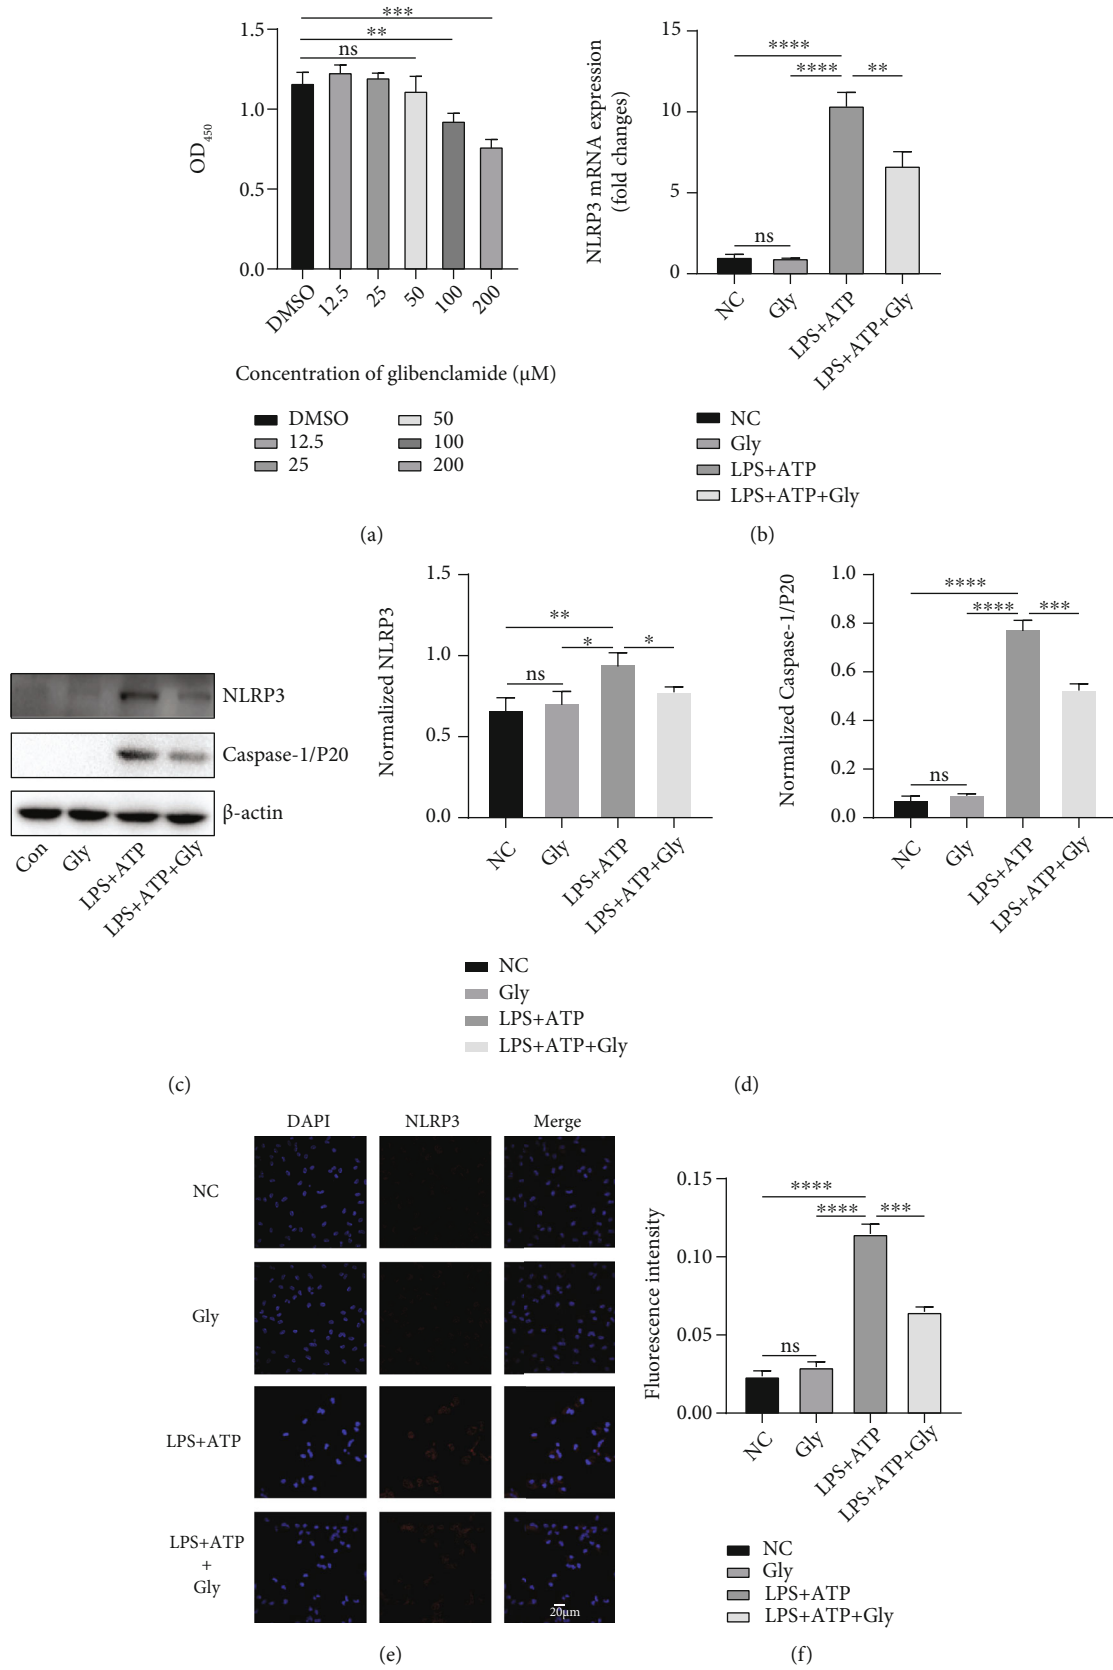 ***
**
ns
1.5
1.0
0.5
0.0
OD450
DMSO
12.5
25
50
100
200
Concentration of glibenclamide (μM)
DMSO
12.5
25
50
100
200
(a)
****
****
**
ns
15
10
5
0
NLRP3 mRNA expression
(fold changes)
NC
Gly
LPS+ATP
LPS+ATP+Gly
NC
Gly
LPS+ATP
LPS+ATP+Gly
(b)
NLRP3
Caspase-1/P20
β-actin
Con
Gly
LPS+ATP
LPS+ATP+Gly
(c)
**
*
*
ns
1.5
1.0
0.5
0.0
Normalized NLRP3
NC
Gly
LPS+ATP
LPS+ATP+Gly
****
****
***
ns
1.0
0.8
0.6
0.4
0.2
0.0
Normalized Caspase-1/P20
NC
Gly
LPS+ATP
LPS+ATP+Gly
NC
Gly
LPS+ATP
LPS+ATP+Gly
(d)
DAPI
NLRP3
Merge
NC
Gly
LPS+ATP
LPS+ATP
+
Gly
20μm
(e)
****
****
***
ns
0.15
0.10
0.05
0.00
Fluorescence intensity
NC
Gly
LPS+ATP
LPS+ATP+Gly
NC
Gly
LPS+ATP
LPS+ATP+Gly
(f)